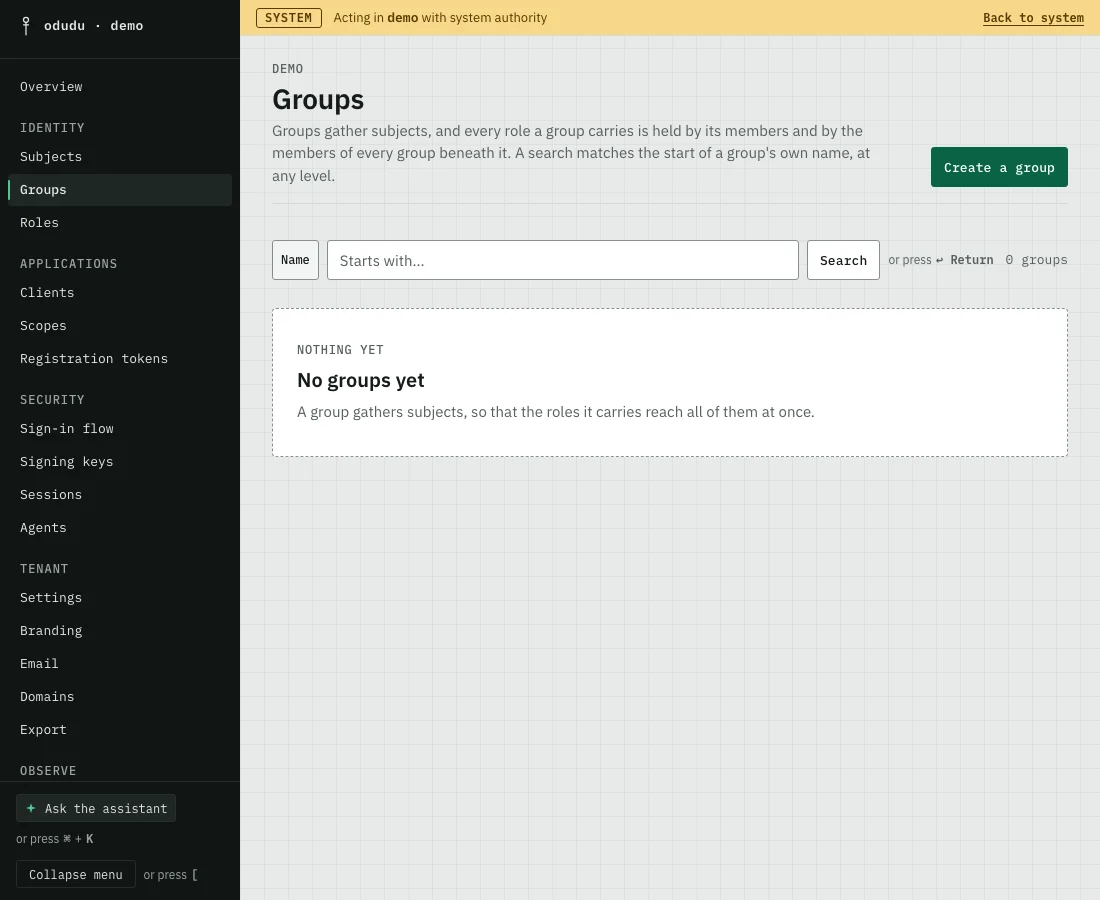 odudu · demo
Overview
IDENTITY
Subjects
Groups
Roles
APPLICATIONS
Clients
Scopes
Registration tokens
SECURITY
Sign-in flow
Signing keys
Sessions
Agents
TENANT
Settings
Branding
Email
Domains
Export
OBSERVE
Ask the assistant
or press ⌘ + K
Collapse menu or press [
SYSTEM Acting in demo with system authority Back to system
DEMO
Groups
Groups gather subjects, and every role a group carries is held by its members and by the
members of every group beneath it. A search matches the start of a group's own name, at
any level.
Create a group
Name Starts with... Search or press ↩ Return 0 groups
NOTHING YET
No groups yet
A group gathers subjects, so that the roles it carries reach all of them at once.